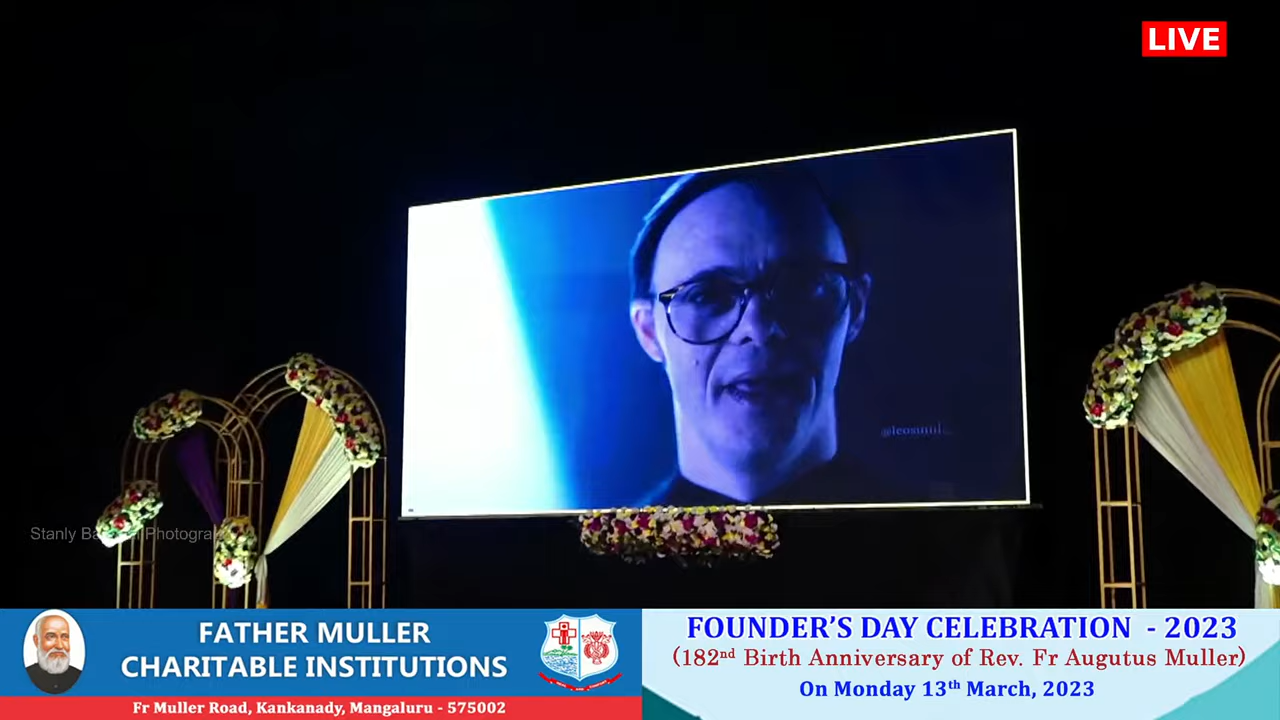 LIVE
Stanly
FATHER MULLER
CHARITABLE INSTITUTIONS
Fr Muller Road, Kankanady, Mangaluru - 575002
FOUNDER'S DAY CELEBRATION - 2023
(182nd Birth Anniversary of Rev. Fr Augutus Muller)
On Monday 13th March, 2023